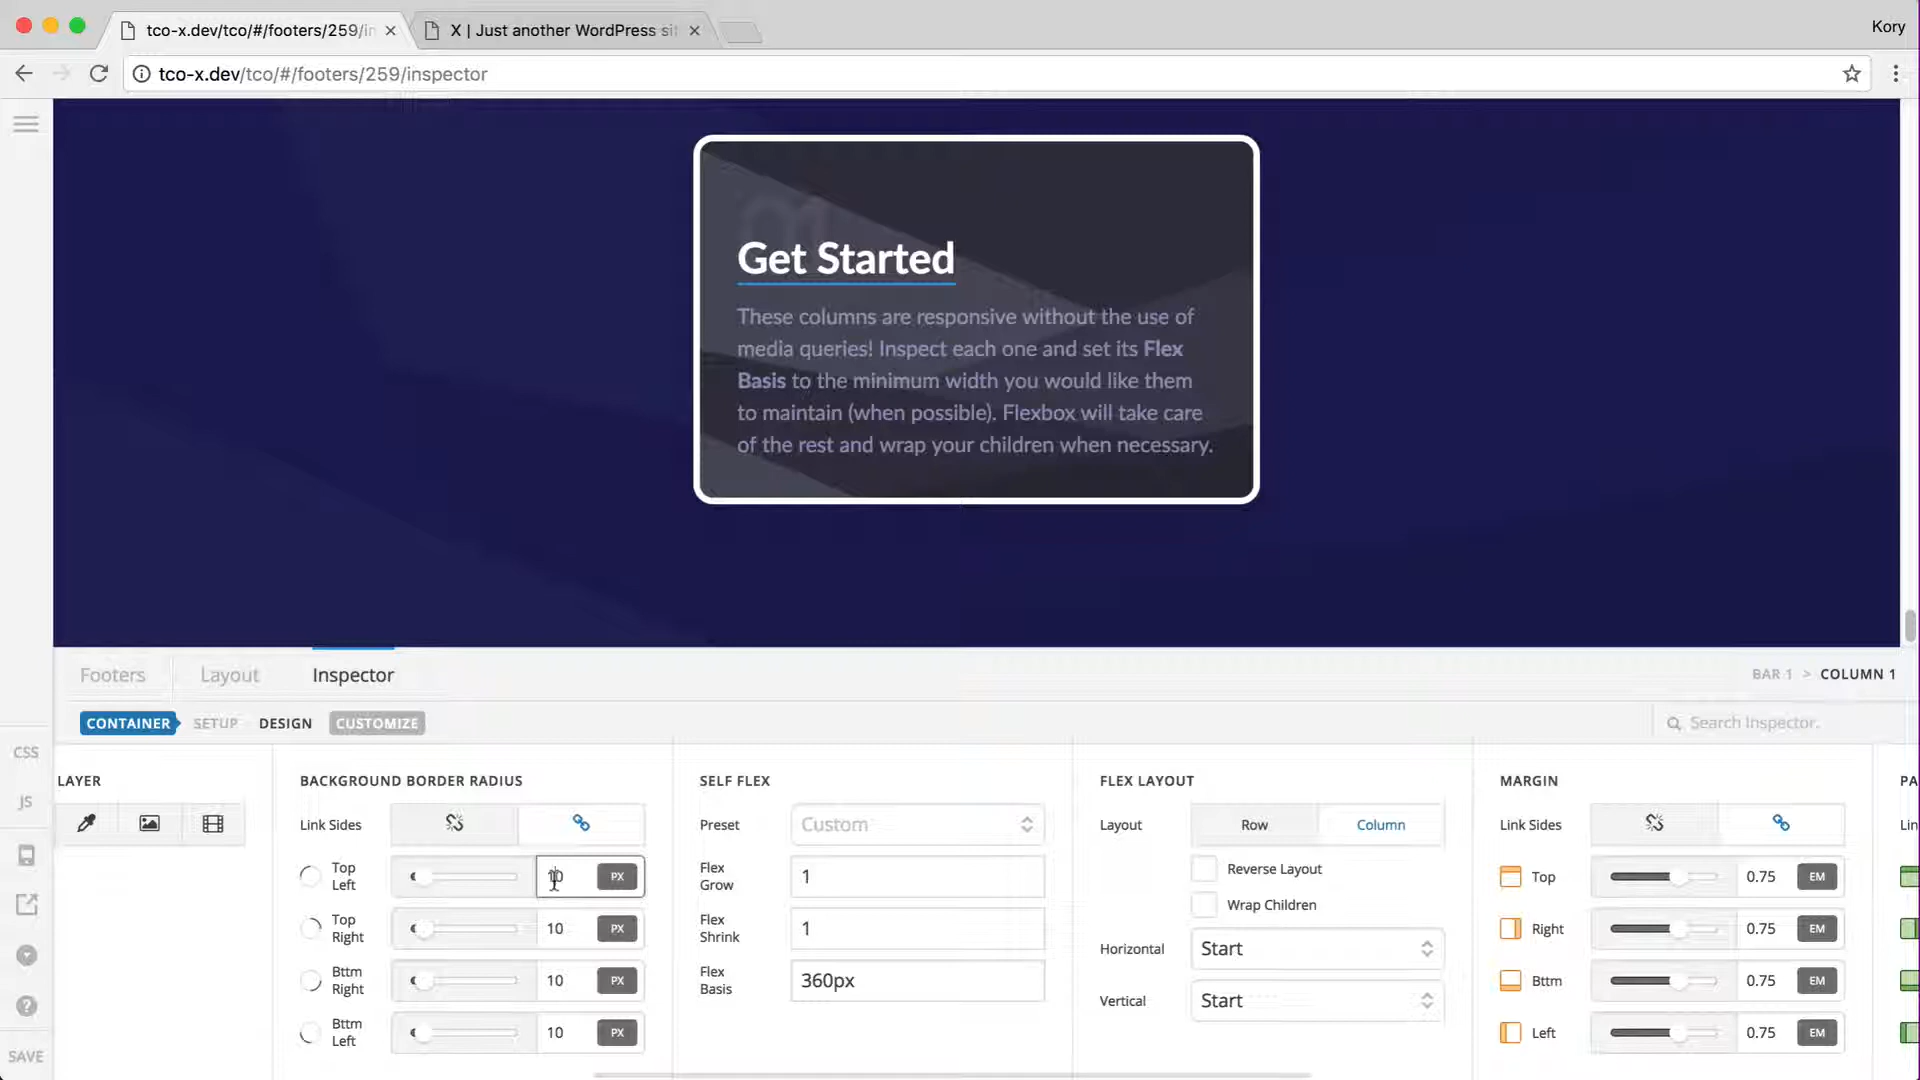 tco-x.dev/tco/#/footers/259/in
X | Just another WordPress sit
Kory
tco-x.dev/tco/#/footers/259/inspector
Get Started
These columns are responsive without the use of
media queries! Inspect each one and set its Flex
Basis to the minimum width you would like them
to maintain (when possible). Flexbox will take care
of the rest and wrap your children when necessary.
Footers
Layout
Inspector
BAR 1 > COLUMN 1
CONTAINER
SETUP
DESIGN
CUSTOMIZE
Search Inspector.
CSS
JS
SAVE
LAYER
BACKGROUND BORDER RADIUS
Link Sides
Top
Left
10
PX
Top
Right
10
PX
Bttm
Right
10
PX
Bttm
Left
10
PX
SELF FLEX
Preset
Custom
Flex
Grow
1
Flex
Shrink
1
Flex
Basis
360px
FLEX LAYOUT
Layout
Row
Column
Reverse Layout
Wrap Children
Horizontal
Start
Vertical
Start
MARGIN
Link Sides
Top
0.75
EM
Right
0.75
EM
Bttm
0.75
EM
Left
0.75
EM
PA
Lin